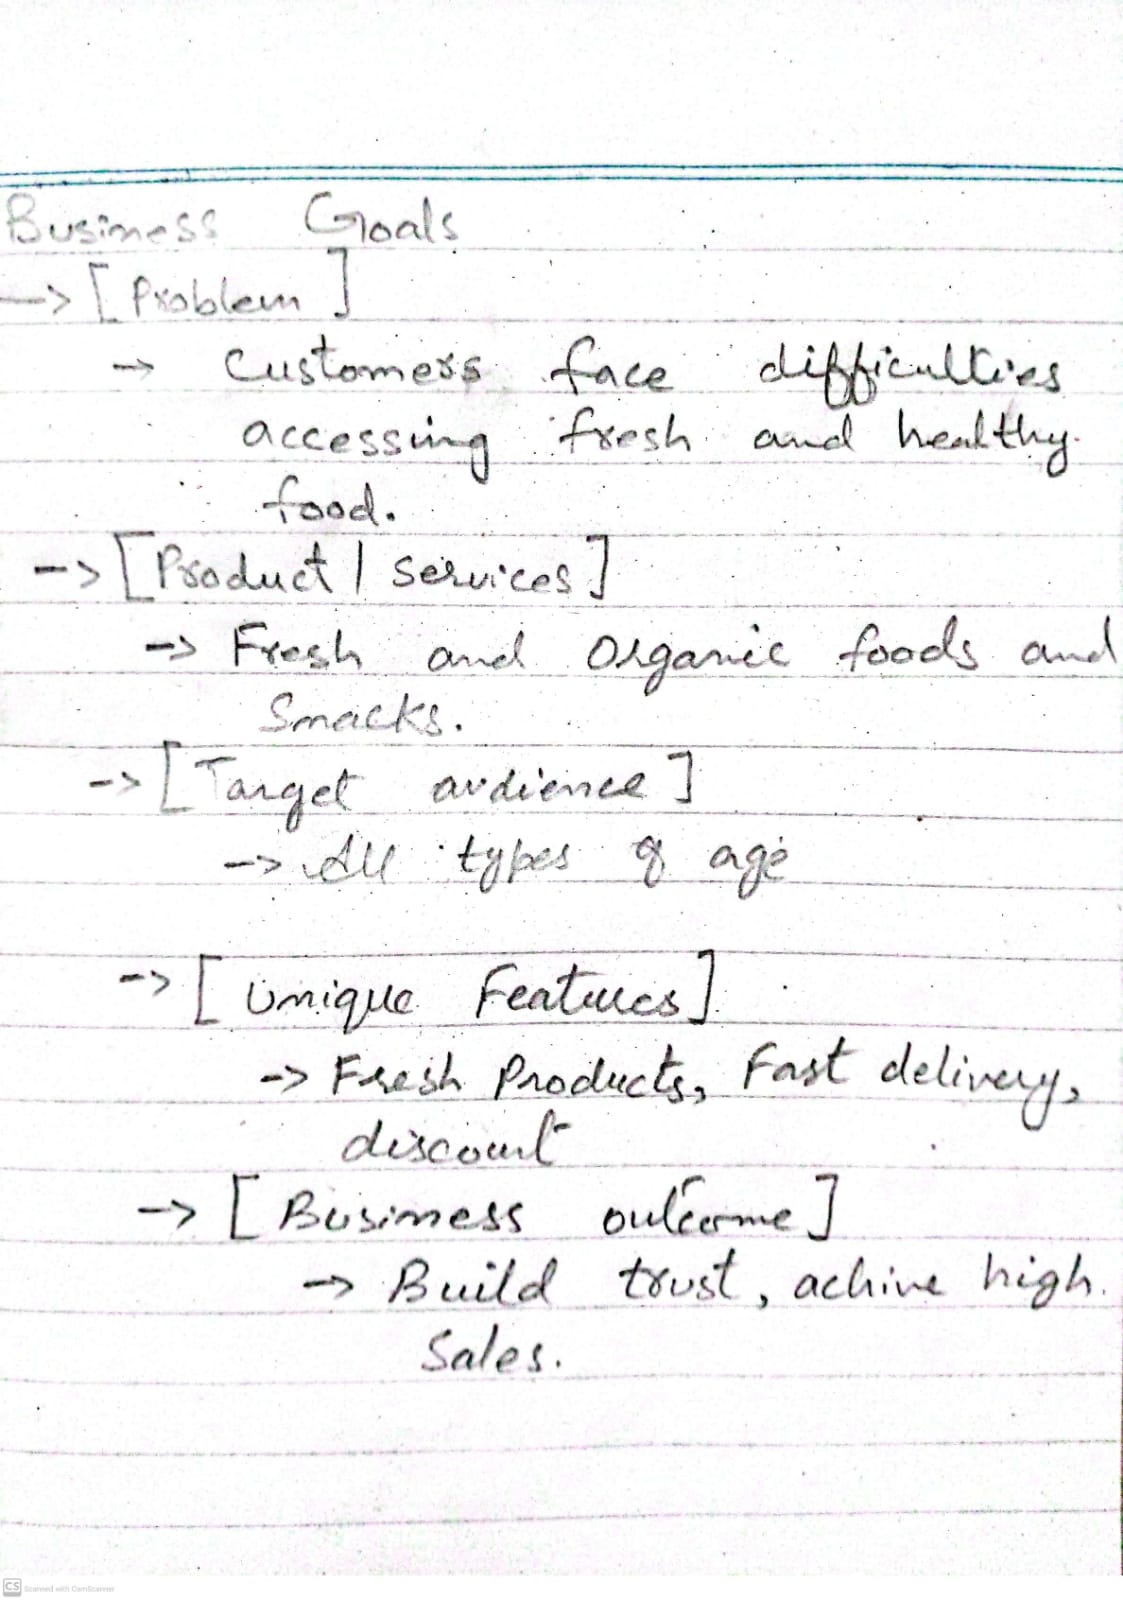 Business Goals
-> [Problem]
-> Customers face difficulties
accessing fresh and healthy
food.
-> [Product | Services]
-> Fresh and Organic foods and
Snacks.
-> [Target audience]
-> All types of age
-> [Unique Features]
-> Fresh Products, Fast delivery,
discount
-> [Business outcome]
-> Build trust, achive high
Sales.
CS Scanned with CamScanner